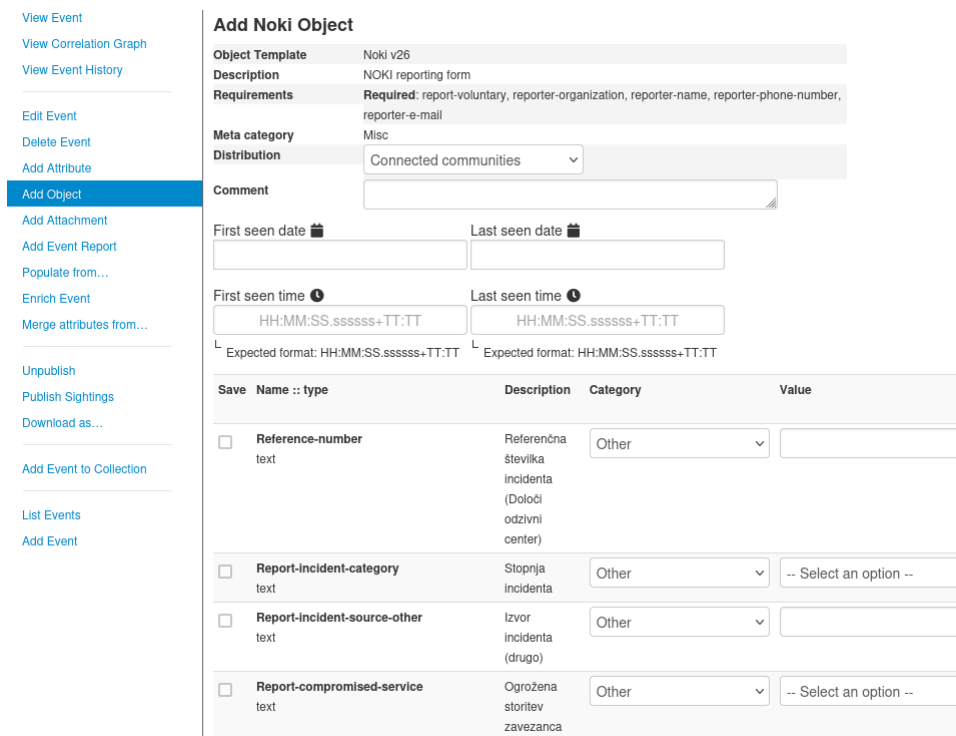 View Event
View Correlation Graph
View Event History
Edit Event
Delete Event
Add Attribute
Add Object
Add Attachment
Add Event Report
Populate from...
Enrich Event
Merge attributes from...
Unpublish
Publish Sightings
Download as...
Add Event to Collection
List Events
Add Event
Add Noki Object
Object Template Noki v26
Description NOKI reporting form
Requirements Required: report-voluntary, reporter-organization, reporter-name, reporter-phone-number,
reporter-e-mail
Meta category Misc
Distribution Connected communities
Comment
First seen date Last seen date
First seen time Last seen time
HH:MM:SS.ssssss+TT:TT HH:MM:SS.ssssss+TT:TT
Expected format: HH:MM:SS.ssssss+TT:TT Expected format: HH:MM:SS.ssssss+TT:TT
Save Name :: type Description Category Value
Reference-number Referenčna Other
text številka
incidenta
(Določi
odzivni
center)
Report-incident-category Stopnja Other -- Select an option --
text incidenta
Report-incident-source-other Izvor Other
text incidenta
(drugo)
Report-compromised-service Ogrožena Other -- Select an option --
text storitev
zavezanca